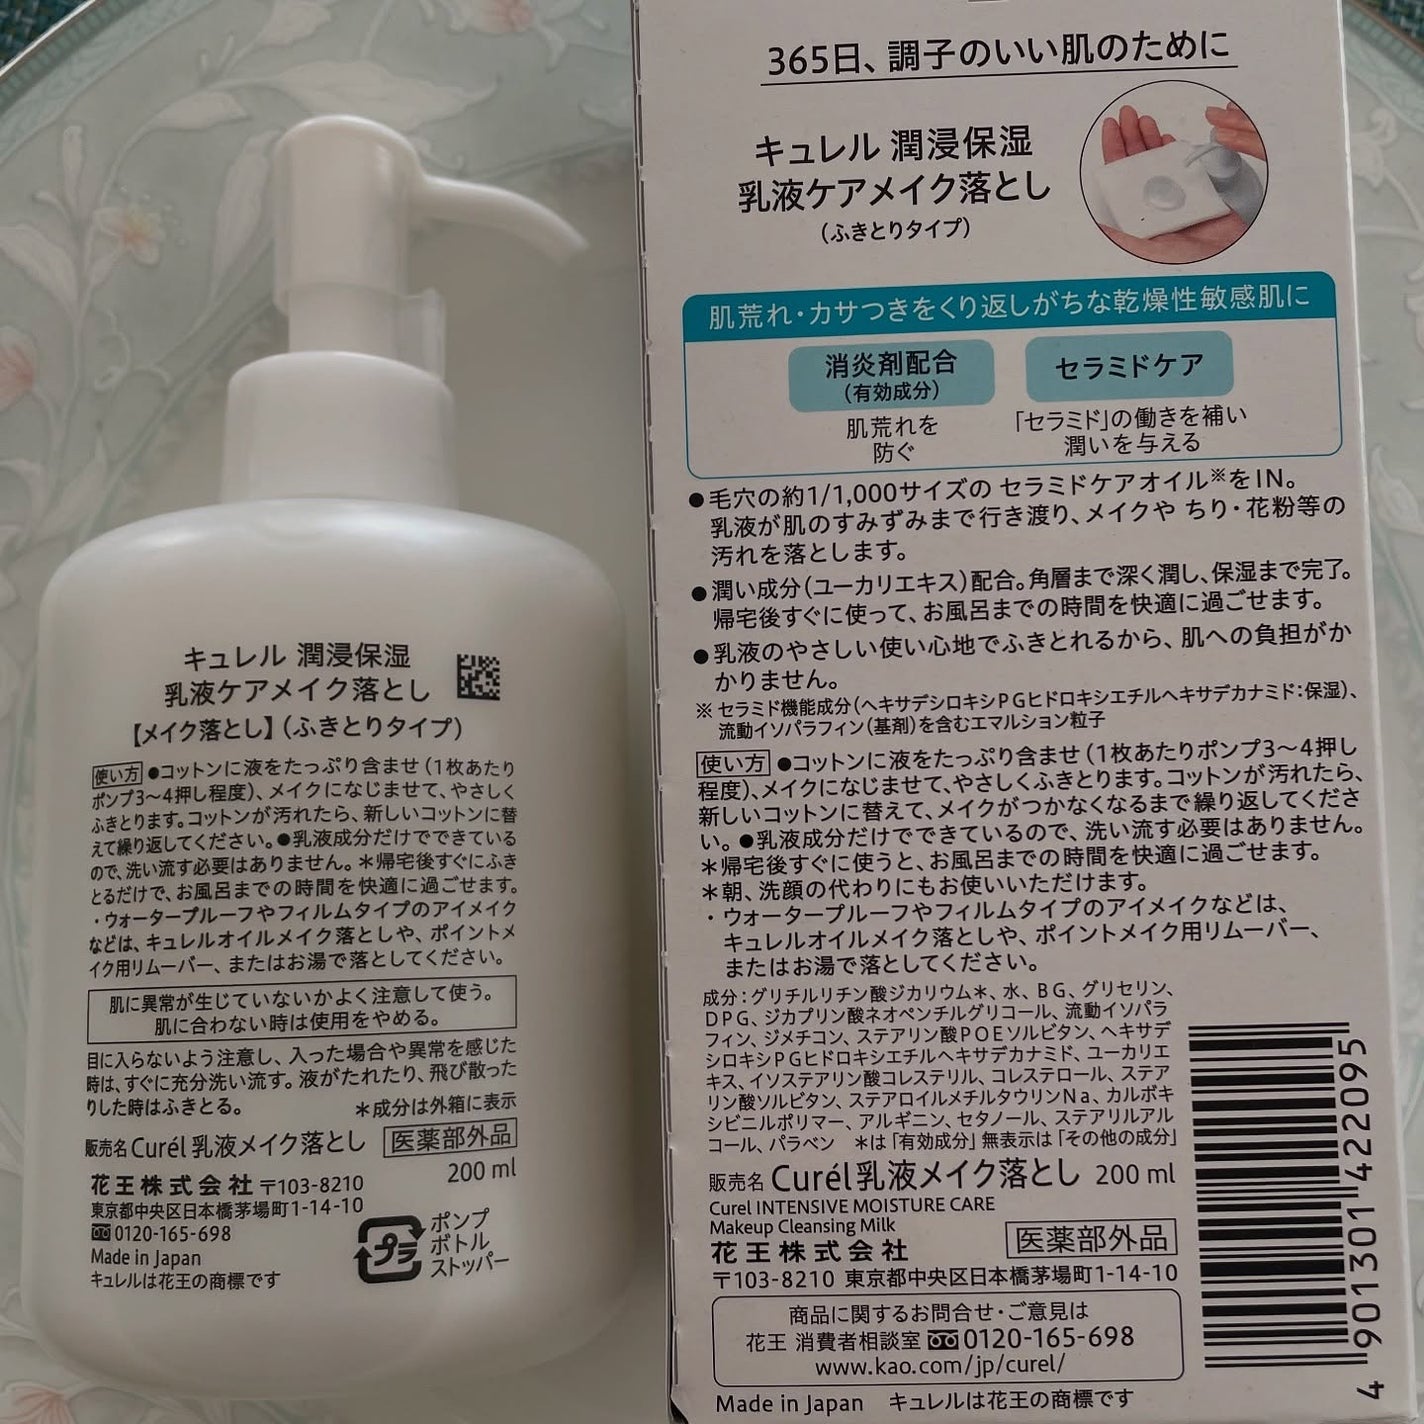 キュレル 潤浸保湿
乳液ケアメイク落とし
【メイク落とし】（ふきとりタイプ）
使い方 ●コットンに液をたっぷり含ませ（1枚あたり
ポンプ3〜4押し程度）、メイクになじませて、やさしく
ふきとります。コットンが汚れたら、新しいコットンに替
えて繰り返してください。●乳液成分だけでできている
ので、洗い流す必要はありません。＊帰宅後すぐにふき
とるだけで、お風呂までの時間を快適に過ごせます。
・ウォータープルーフやフィルムタイプのアイメイク
などは、キュレルオイルメイク落としや、ポイントメ
イク用リムーバー、またはお湯で落としてください。
肌に異常が生じていないかよく注意して使う。
肌に合わない時は使用をやめる。
目に入らないよう注意し、入った場合や異常を感じた
時は、すぐに充分洗い流す。液がたれたり、飛び散った
りした時はふきとる。 ＊成分は外箱に表示
販売名 Curél 乳液メイク落とし 医薬部外品
200 ml
花王株式会社 〒103-8210
東京都中央区日本橋茅場町1-14-10
0120-165-698
Made in Japan
キュレルは花王の商標です
プラ
ポンプ
ボトル
ストッパー
365日、調子のいい肌のために
キュレル 潤浸保湿
乳液ケアメイク落とし
（ふきとりタイプ）
肌荒れ・カサつきをくり返しがちな乾燥性敏感肌に
消炎剤配合
（有効成分）
肌荒れを
防ぐ
セラミドケア
「セラミド」の働きを補い
潤いを与える
●毛穴の約1/1,000サイズの セラミドケアオイル※をIN。
乳液が肌のすみずみまで行き渡り、メイクや ちり・花粉等の
汚れを落とします。
●潤い成分（ユーカリエキス）配合。角層まで深く潤し、保湿まで完了。
帰宅後すぐに使って、お風呂までの時間を快適に過ごせます。
●乳液のやさしい使い心地でふきとれるから、肌への負担がか
かりません。
※ セラミド機能成分（ヘキサデシロキシPGヒドロキシエチルヘキサデカナミド：保湿）、
流動イソパラフィン（基剤）を含むエマルション粒子
使い方 ●コットンに液をたっぷり含ませ（1枚あたりポンプ3〜4押し
程度）、メイクになじませて、やさしくふきとります。コットンが汚れたら、
新しいコットンに替えて、メイクがつかなくなるまで繰り返してくださ
い。●乳液成分だけでできているので、洗い流す必要はありません。
＊帰宅後すぐに使うと、お風呂までの時間を快適に過ごせます。
＊朝、洗顔の代わりにもお使いいただけます。
・ウォータープルーフやフィルムタイプのアイメイクなどは、
キュレルオイルメイク落としや、ポイントメイク用リムーバー、
またはお湯で落としてください。
成分：グリチルリチン酸ジカリウム＊、水、BG、グリセリン、
DPG、ジカプリン酸ネオペンチルグリコール、流動イソパラ
フィン、ジメチコン、ステアリン酸POEソルビタン、ヘキサデ
シロキシPGヒドロキシエチルヘキサデカナミド、ユーカリエ
キス、イソステアリン酸コレステリル、コレステロール、ステア
リン酸ソルビタン、ステアロイルメチルタウリンNa、カルボキ
シビニルポリマー、アルギニン、セタノール、ステアリルアル
コール、パラベン ＊は「有効成分」無表示は「その他の成分」
販売名 Curél 乳液メイク落とし 200 ml
Curel INTENSIVE MOISTURE CARE
Makeup Cleansing Milk
花王株式会社 医薬部外品
〒103-8210 東京都中央区日本橋茅場町1-14-10
商品に関するお問合せ・ご意見は
花王 消費者相談室 0120-165-698
www.kao.com/jp/curel/
Made in Japan キュレルは花王の商標です
4 901301 422095